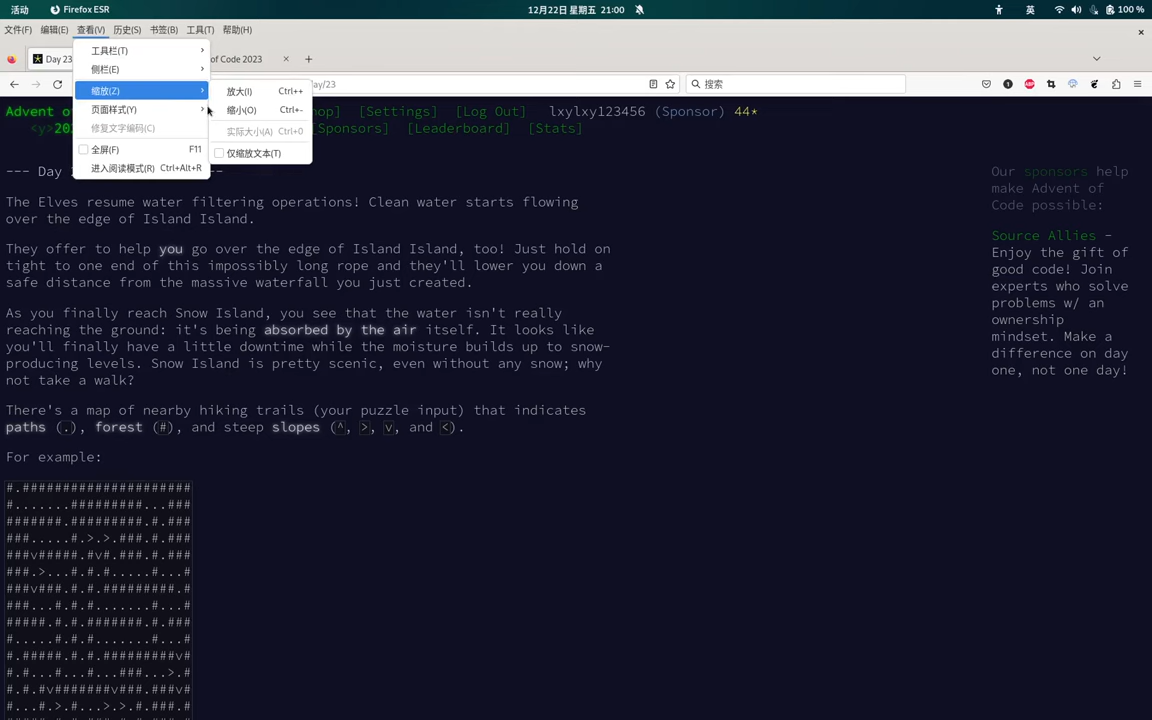 活动 Firefox ESR 12月22日 星期五 21:00 英 100 %
文件(F) 编辑(E) 查看(V) 历史(S) 书签(B) 工具(T) 帮助(H)
Day 23 of Code 2023
ay/23 搜索
工具栏(T)
侧栏(E)
缩放(Z)
页面样式(Y)
修复文字编码(C)
全屏(F) F11
进入阅读模式(R) Ctrl+Alt+R
放大(I) Ctrl++
缩小(O) Ctrl+-
实际大小(A) Ctrl+0
仅缩放文本(T)
Advent of hop] [Settings] [Log Out] lxylxy123456 (Sponsor) 44*
<y>20 [Sponsors] [Leaderboard] [Stats]
--- Day --
The Elves resume water filtering operations! Clean water starts flowing
over the edge of Island Island.
They offer to help you go over the edge of Island Island, too! Just hold on
tight to one end of this impossibly long rope and they'll lower you down a
safe distance from the massive waterfall you just created.
As you finally reach Snow Island, you see that the water isn't really
reaching the ground: it's being absorbed by the air itself. It looks like
you'll finally have a little downtime while the moisture builds up to snow-
producing levels. Snow Island is pretty scenic, even without any snow; why
not take a walk?
There's a map of nearby hiking trails (your puzzle input) that indicates
paths (.), forest (#), and steep slopes (^, >, v, and <).
For example:
#.#####################
#.......#########...###
#######.#########.#.###
###.....#.>.>.###.#.###
###v#####.#v#.###.#.###
###.>...#.#.#.....#...#
###v###.#.#.#########.#
###...#.#.#.......#...#
#####.#.#.#######.#.###
#.....#.#.#.......#...#
#.#####.#.#.#########v#
#.#...#...#...###...>.#
#.#.#v#######v###.###v#
#...#.>.#...>.>.#.###.#
Our sponsors help
make Advent of
Code possible:
Source Allies -
Enjoy the gift of
good code! Join
experts who solve
problems w/ an
ownership
mindset. Make a
difference on day
one, not one day!